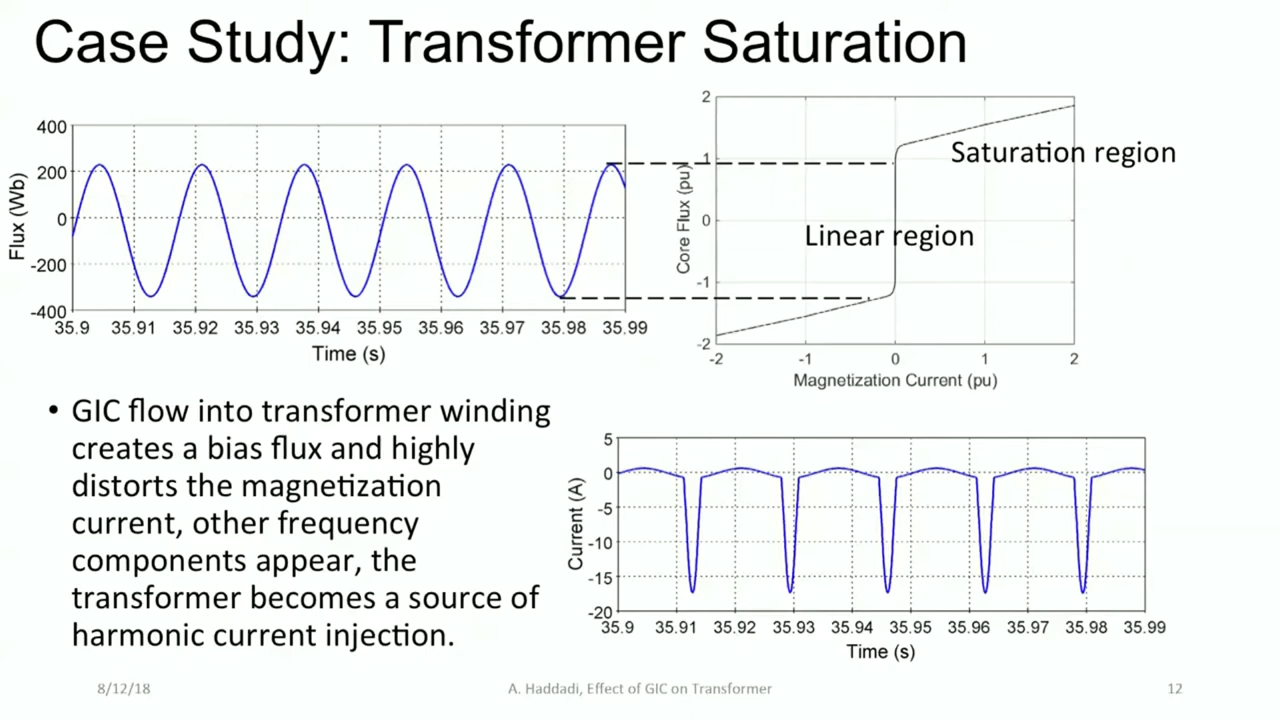 Case Study: Transformer Saturation
400
200
0
-200
-400
Flux (Wb)
35.9 35.91 35.92 35.93 35.94 35.95 35.96 35.97 35.98 35.99
Time (s)
2
1
0
-1
-2
Core Flux (pu)
Saturation region
Linear region
-2 -1 0 1 2
Magnetization Current (pu)
• GIC flow into transformer winding
creates a bias flux and highly
distorts the magnetization
current, other frequency
components appear, the
transformer becomes a source of
harmonic current injection.
5
0
-5
-10
-15
-20
Current (A)
35.9 35.91 35.92 35.93 35.94 35.95 35.96 35.97 35.98 35.99
Time (s)
8/12/18
A. Haddadi, Effect of GIC on Transformer
12